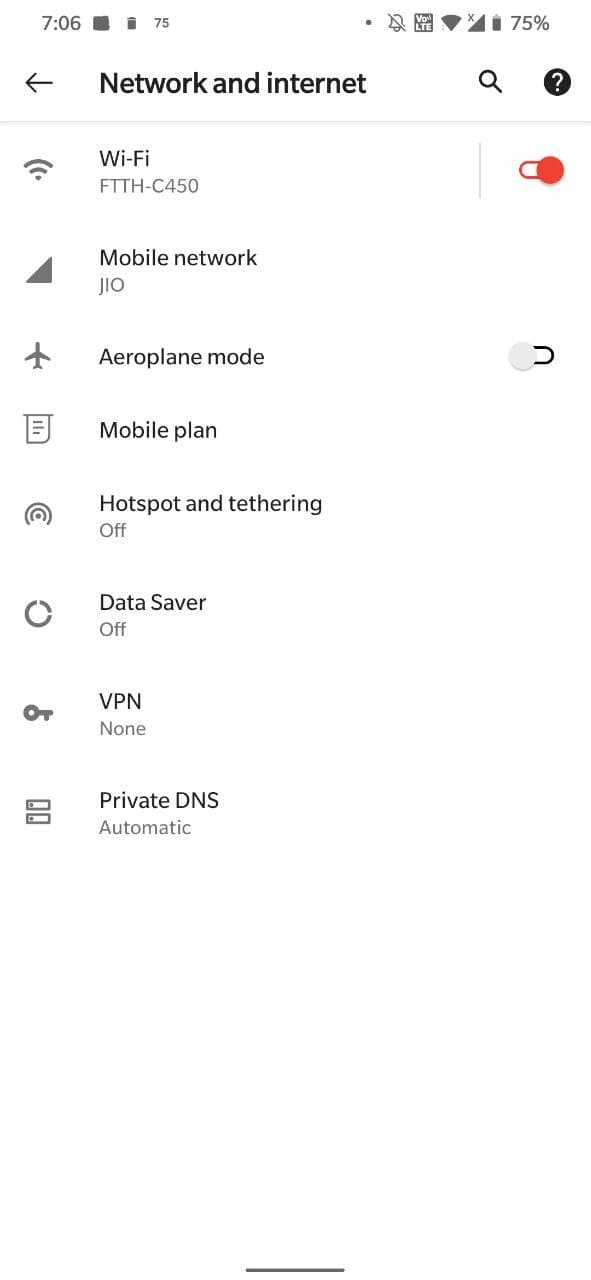 7:06 75 Vo LTE x 75%
Network and internet
Wi-Fi
FTTH-C450
Mobile network
JIO
Aeroplane mode
Mobile plan
Hotspot and tethering
Off
Data Saver
Off
VPN
None
Private DNS
Automatic